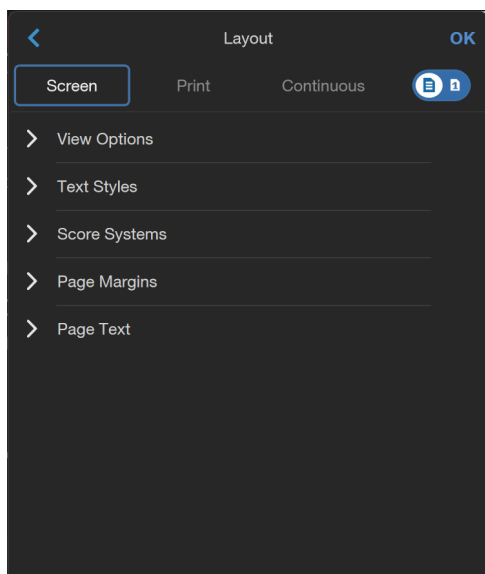 Layout
OK
Screen
Print
Continuous
View Options
Text Styles
Score Systems
Page Margins
Page Text